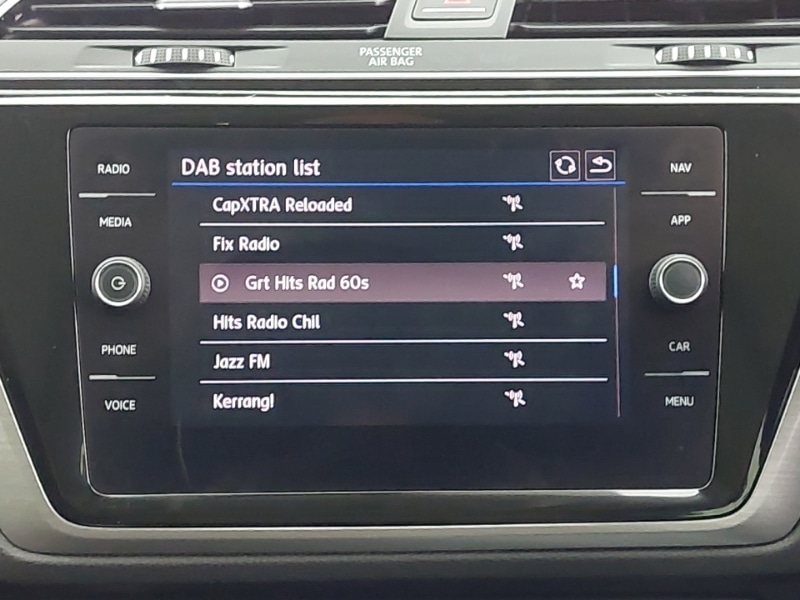 PASSENGER
AIR BAG
DAB station list
RADIO
MEDIA
PHONE
VOICE
CapXTRA Reloaded
Fix Radio
Grt Hits Rad 60s
Hits Radio Chil
Jazz FM
Kerrang!
NAV
APP
CAR
MENU